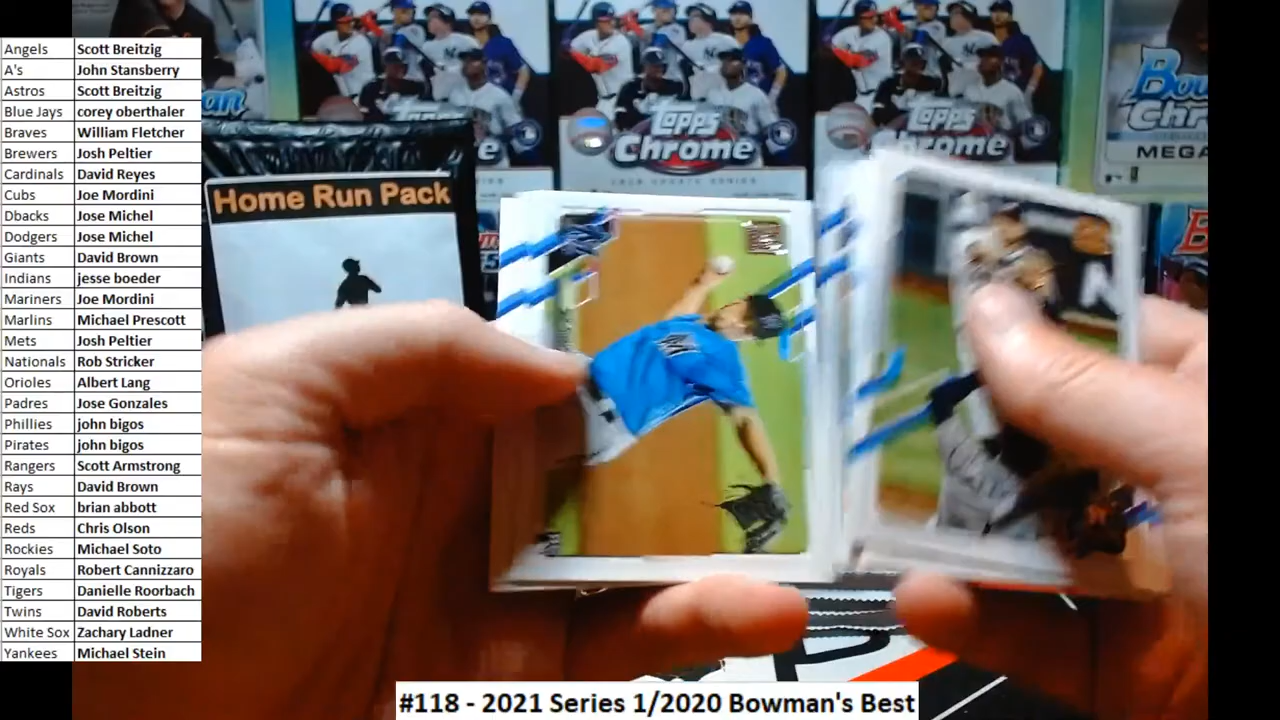 Angels Scott Breitzig
A's John Stansberry
Astros Scott Breitzig
Blue Jays corey oberthaler
Braves William Fletcher
Brewers Josh Peltier
Cardinals David Reyes
Cubs Joe Mordini
Dbacks Jose Michel
Dodgers Jose Michel
Giants David Brown
Indians jesse boeder
Mariners Joe Mordini
Marlins Michael Prescott
Mets Josh Peltier
Nationals Rob Stricker
Orioles Albert Lang
Padres Jose Gonzales
Phillies john bigos
Pirates john bigos
Rangers Scott Armstrong
Rays David Brown
Red Sox brian abbott
Reds Chris Olson
Rockies Michael Soto
Royals Robert Cannizzaro
Tigers Danielle Roorbach
Twins David Roberts
White Sox Zachary Ladner
Yankees Michael Stein
Home Run Pack
Topps
Chrome
Topps
Chrome
MEGA
#118 - 2021 Series 1/2020 Bowman's Best